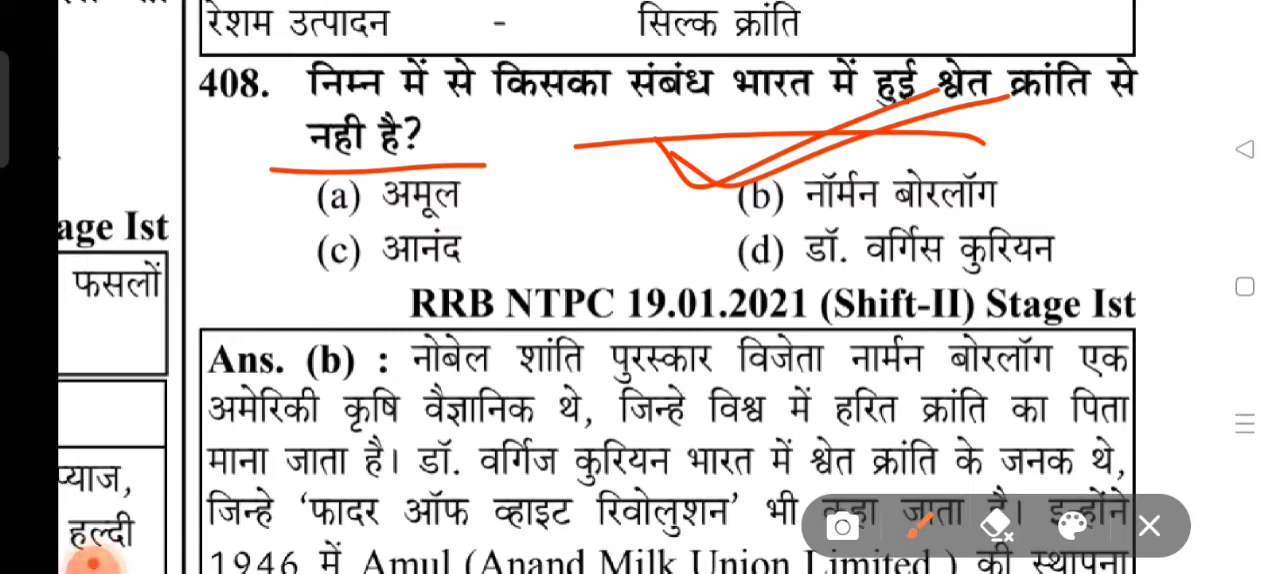 रेशम उत्पादन - सिल्क क्रांति
408. निम्न में से किसका संबंध भारत में हुई श्वेत क्रांति से
नही है?
(a) अमूल (b) नॉर्मन बोरलॉग
(c) आनंद (d) डॉ. वर्गिस कुरियन
RRB NTPC 19.01.2021 (Shift-II) Stage Ist
Ans. (b) : नोबेल शांति पुरस्कार विजेता नार्मन बोरलॉग एक
अमेरिकी कृषि वैज्ञानिक थे, जिन्हे विश्व में हरित क्रांति का पिता
माना जाता है। डॉ. वर्गिज कुरियन भारत में श्वेत क्रांति के जनक थे,
जिन्हे ‘फादर ऑफ व्हाइट रिवोलुशन’ भी कहा जाता है। इन्होंने
1946 में Amul (Anand Milk Union Limited ) की स्थापना
age Ist
फसलों
प्याज,
हल्दी